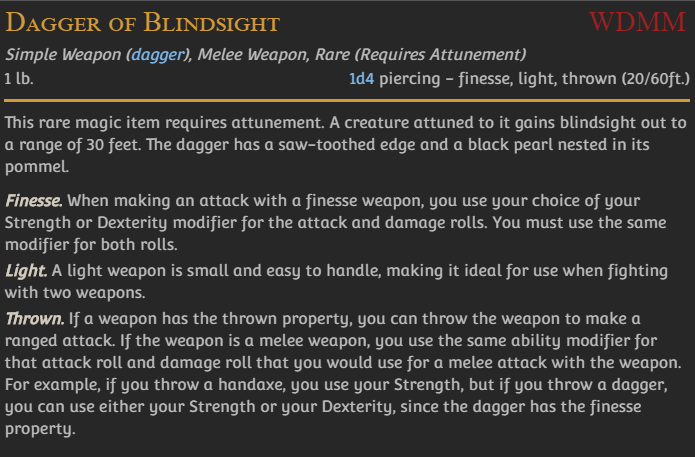 Dagger of Blindsight
WDMM
Simple Weapon (dagger), Melee Weapon, Rare (Requires Attunement)
1 lb.
1d4 piercing - finesse, light, thrown (20/60ft.)
This rare magic item requires attunement. A creature attuned to it gains blindsight out to
a range of 30 feet. The dagger has a saw-toothed edge and a black pearl nested in its
pommel.
Finesse. When making an attack with a finesse weapon, you use your choice of your
Strength or Dexterity modifier for the attack and damage rolls. You must use the same
modifier for both rolls.
Light. A light weapon is small and easy to handle, making it ideal for use when fighting
with two weapons.
Thrown. If a weapon has the thrown property, you can throw the weapon to make a
ranged attack. If the weapon is a melee weapon, you use the same ability modifier for
that attack roll and damage roll that you would use for a melee attack with the weapon.
For example, if you throw a handaxe, you use your Strength, but if you throw a dagger,
you can use either your Strength or your Dexterity, since the dagger has the finesse
property.